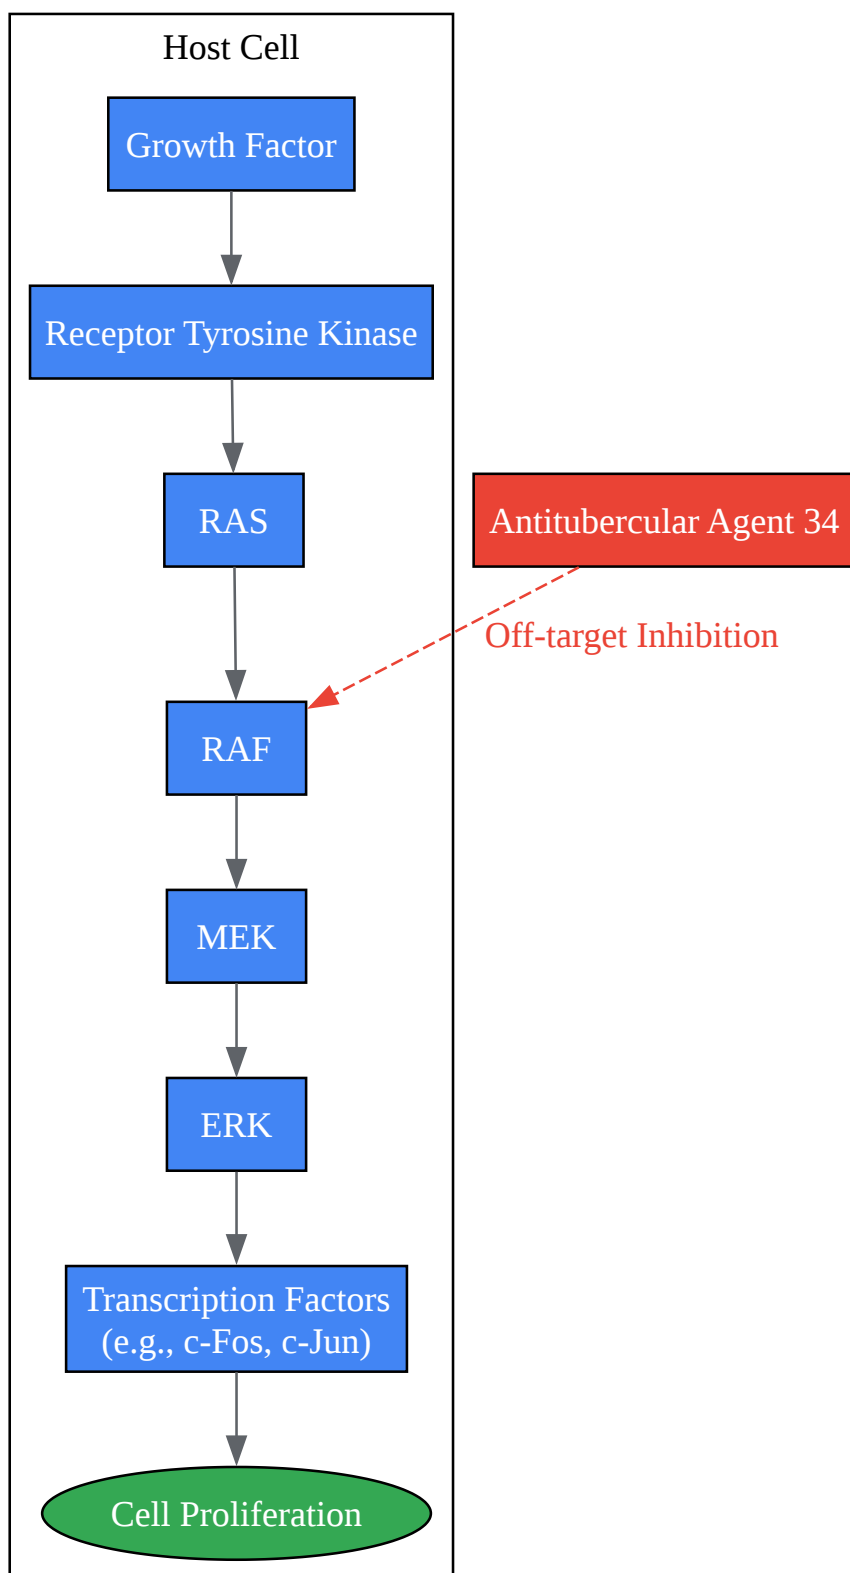 Host Cell
Growth Factor
Receptor Tyrosine Kinase
RAS
Antitubercular Agent 34
Off-target Inhibition
RAF
MEK
ERK
Transcription Factors
(e.g., c-Fos, c-Jun)
Cell Proliferation